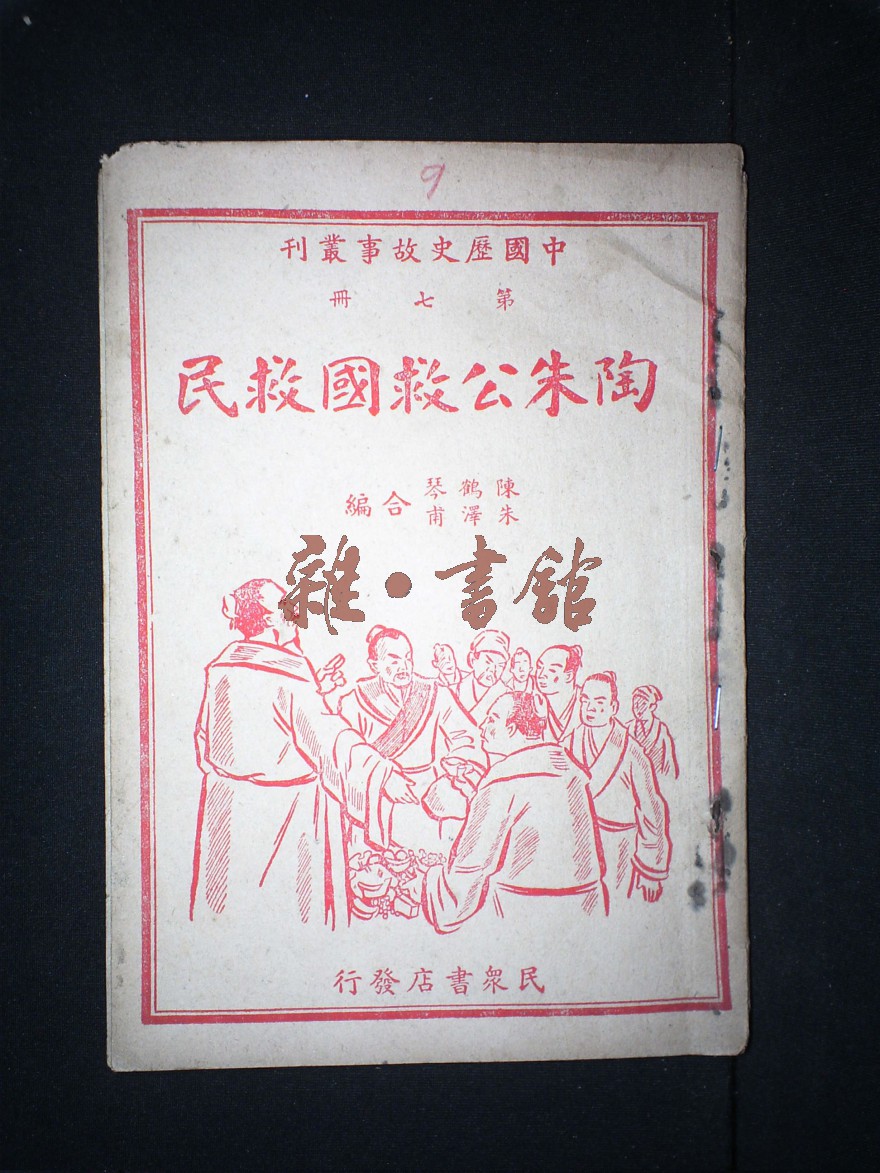 9
中國歷史故事叢刊
第七冊
陶朱公救國救民
陳鶴琴
朱澤甫
合編
雜•書館
民眾書店發行